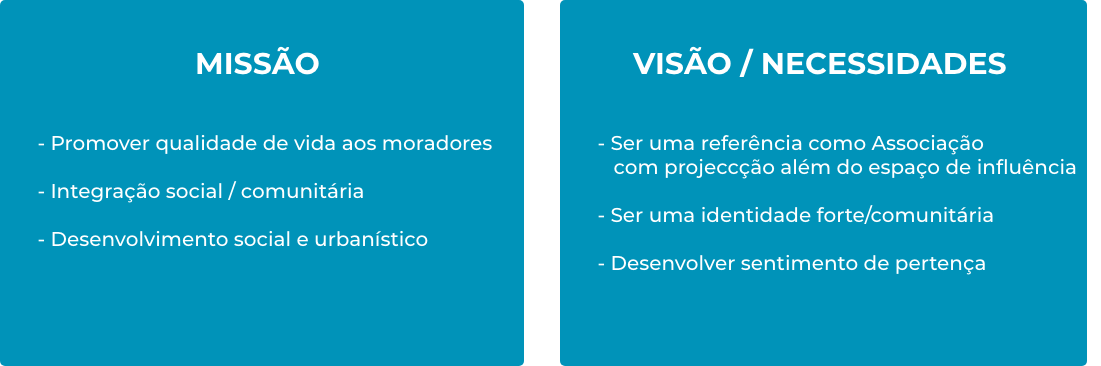 MISSÃO
- Promover qualidade de vida aos moradores
- Integração social / comunitária
- Desenvolvimento social e urbanístico
VISÃO / NECESSIDADES
- Ser uma referência como Associação
com projeccção além do espaço de influência
- Ser uma identidade forte/comunitária
- Desenvolver sentimento de pertença